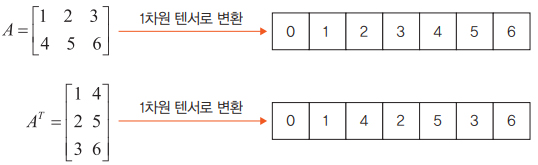 A = [1 2 3
4 5 6] 1차원 텐서로 변환 0 1 2 3 4 5 6
A^T = [1 4
2 5
3 6] 1차원 텐서로 변환 0 1 4 2 5 3 6